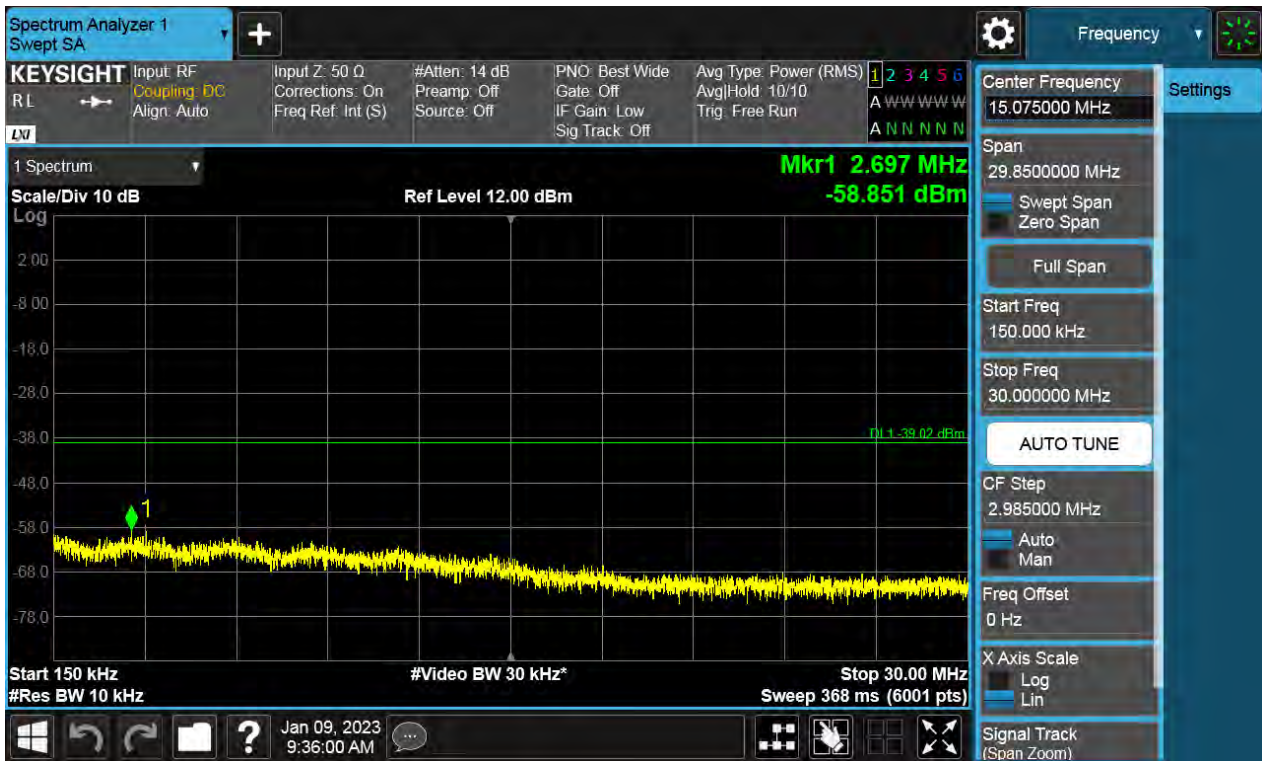 Spectrum Analyzer 1
Swept SA
+
Frequency
KEYSIGHT
RL
LXI
Input: RF
Coupling: DC
Align: Auto
Input Z: 50 Ω
Corrections: On
Freq Ref: Int (S)
#Atten: 14 dB
Preamp: Off
Source: Off
PNO: Best Wide
Gate: Off
IF Gain: Low
Sig Track: Off
Avg Type: Power (RMS)
Avg|Hold: 10/10
Trig: Free Run
1 2 3 4 5 6
A W W W W W
A N N N N N
1 Spectrum
Mkr1 2.697 MHz
-58.851 dBm
Scale/Div 10 dB
Ref Level 12.00 dBm
Log
2.00
-8.00
-18.0
-28.0
-38.0
DL1 -39.02 dBm
-48.0
1
-58.0
-68.0
-78.0
Start 150 kHz
#Video BW 30 kHz*
Stop 30.00 MHz
#Res BW 10 kHz
Sweep 368 ms (6001 pts)
?
Jan 09, 2023
9:36:00 AM
Center Frequency
15.075000 MHz
Settings
Span
29.8500000 MHz
Swept Span
Zero Span
Full Span
Start Freq
150.000 kHz
Stop Freq
30.000000 MHz
AUTO TUNE
CF Step
2.985000 MHz
Auto
Man
Freq Offset
0 Hz
X Axis Scale
Log
Lin
Signal Track
(Span Zoom)